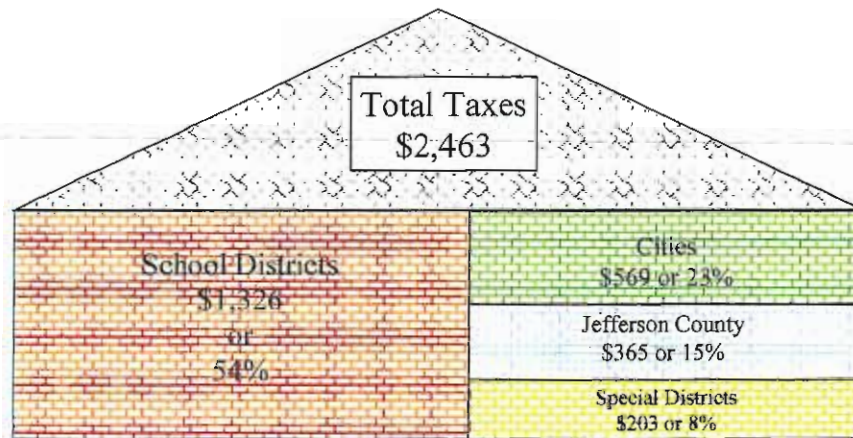 Total Taxes
$2,463
School Districts
$1,326
or
54%
Cities
$569 or 23%
Jefferson County
$365 or 15%
Special Districts
$203 or 8%